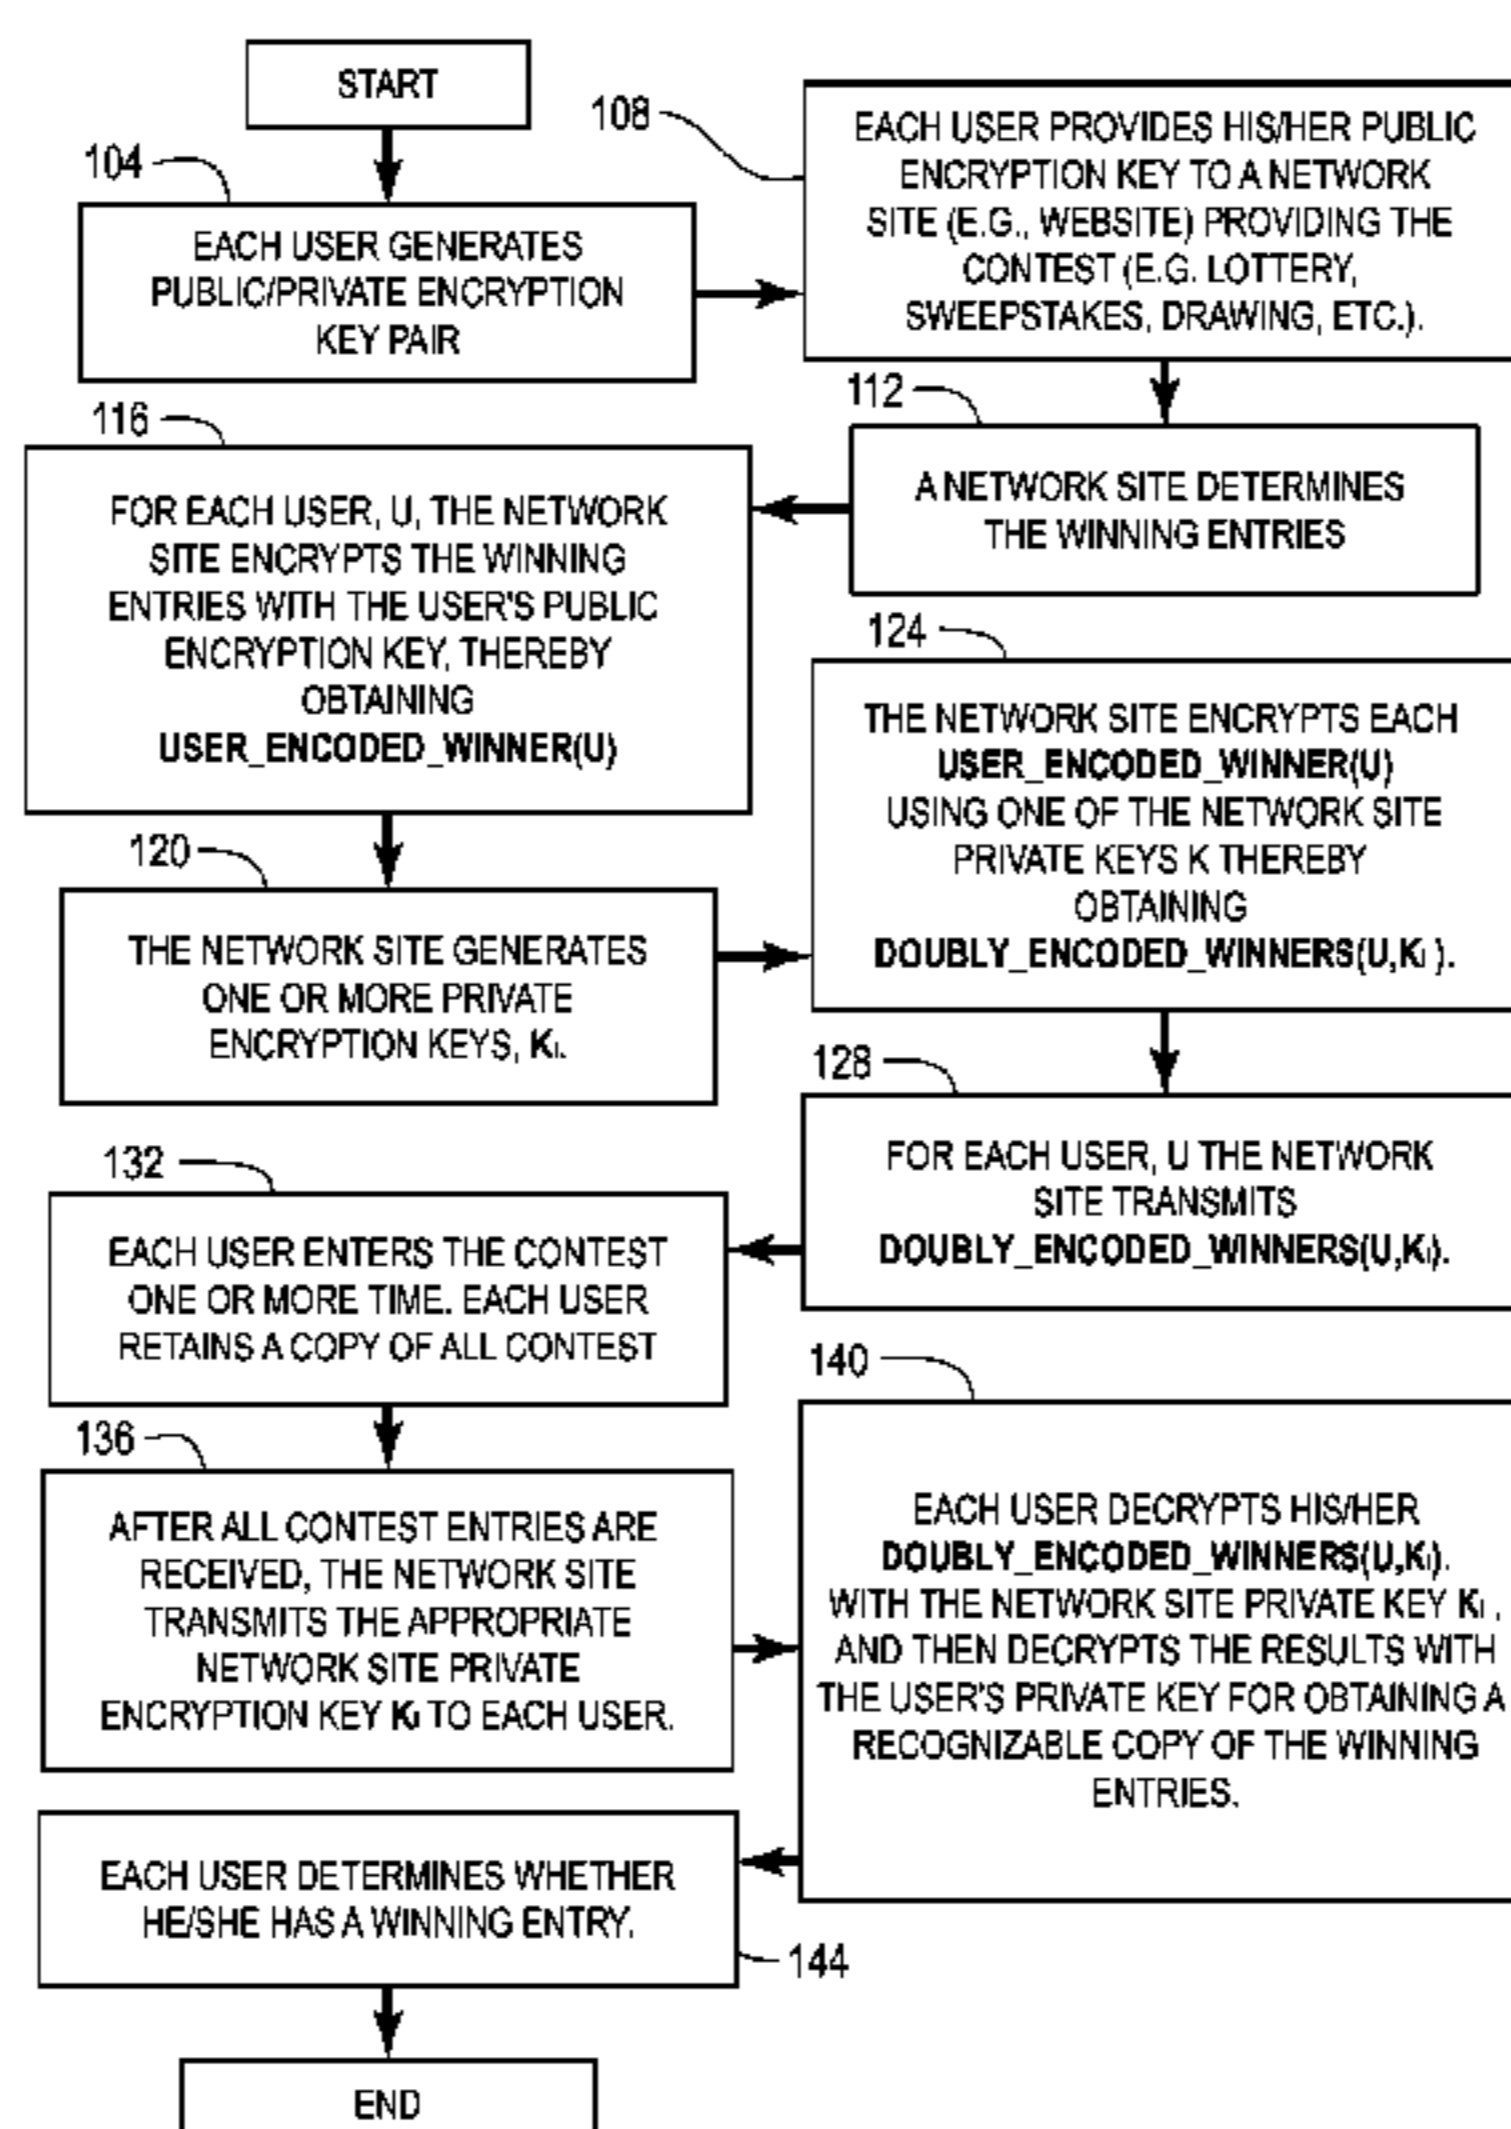 START
104
EACH USER GENERATES
PUBLIC/PRIVATE ENCRYPTION
KEY PAIR
108
EACH USER PROVIDES HIS/HER PUBLIC
ENCRYPTION KEY TO A NETWORK
SITE (E.G., WEBSITE) PROVIDING THE
CONTEST (E.G. LOTTERY,
SWEEPSTAKES, DRAWING, ETC.).
112
A NETWORK SITE DETERMINES
THE WINNING ENTRIES
116
FOR EACH USER, U, THE NETWORK
SITE ENCRYPTS THE WINNING
ENTRIES WITH THE USER'S PUBLIC
ENCRYPTION KEY, THEREBY
OBTAINING
USER_ENCODED_WINNER(U)
120
THE NETWORK SITE GENERATES
ONE OR MORE PRIVATE
ENCRYPTION KEYS, Ki.
124
THE NETWORK SITE ENCRYPTS EACH
USER_ENCODED_WINNER(U)
USING ONE OF THE NETWORK SITE
PRIVATE KEYS K THEREBY
OBTAINING
DOUBLY_ENCODED_WINNERS(U,Ki ).
128
FOR EACH USER, U THE NETWORK
SITE TRANSMITS
DOUBLY_ENCODED_WINNERS(U,Ki).
132
EACH USER ENTERS THE CONTEST
ONE OR MORE TIME. EACH USER
RETAINS A COPY OF ALL CONTEST
136
AFTER ALL CONTEST ENTRIES ARE
RECEIVED, THE NETWORK SITE
TRANSMITS THE APPROPRIATE
NETWORK SITE PRIVATE
ENCRYPTION KEY Ki TO EACH USER.
140
EACH USER DECRYPTS HIS/HER
DOUBLY_ENCODED_WINNERS(U,Ki).
WITH THE NETWORK SITE PRIVATE KEY Ki ,
AND THEN DECRYPTS THE RESULTS WITH
THE USER'S PRIVATE KEY FOR OBTAINING A
RECOGNIZABLE COPY OF THE WINNING
ENTRIES.
EACH USER DETERMINES WHETHER
HE/SHE HAS A WINNING ENTRY.
144
END